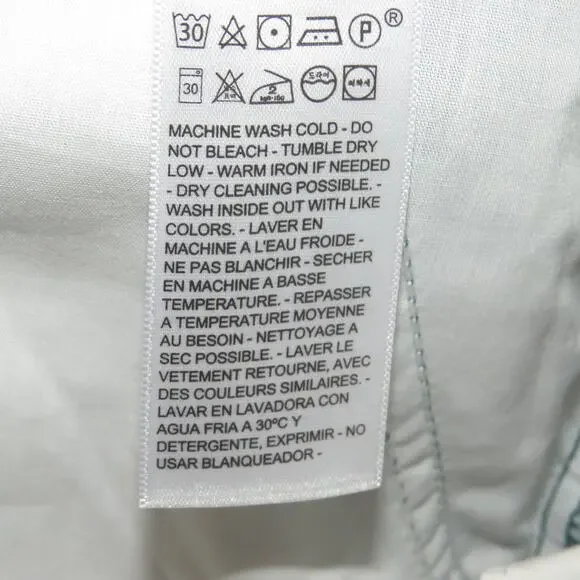 30 P ®
30 2 드라이
MACHINE WASH COLD - DO
NOT BLEACH - TUMBLE DRY
LOW - WARM IRON IF NEEDED
- DRY CLEANING POSSIBLE. -
WASH INSIDE OUT WITH LIKE
COLORS. - LAVER EN
MACHINE A L'EAU FROIDE -
NE PAS BLANCHIR - SECHER
EN MACHINE A BASSE
TEMPERATURE. - REPASSER
A TEMPERATURE MOYENNE
AU BESOIN - NETTOYAGE A
SEC POSSIBLE. - LAVER LE
VETEMENT RETOURNE, AVEC
DES COULEURS SIMILAIRES. -
LAVAR EN LAVADORA CON
AGUA FRIA A 30ºC Y
DETERGENTE, EXPRIMIR - NO
USAR BLANQUEADOR -